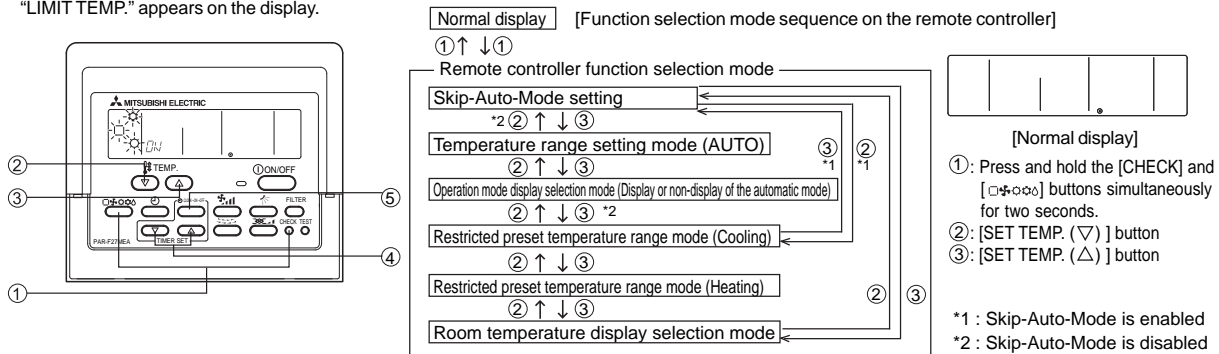 "LIMIT TEMP." appears on the display.
MITSUBISHI ELECTRIC
ON
TEMP.
ON/OFF
FILTER
CHECK TEST
PAR-F27MEA
TIMER SET
②
③
①
⑤
④
Normal display [Function selection mode sequence on the remote controller]
①↑ ↓①
Remote controller function selection mode
Skip-Auto-Mode setting
*2 ② ↑ ↓ ③
Temperature range setting mode (AUTO)
② ↑ ↓ ③
Operation mode display selection mode (Display or non-display of the automatic mode)
② ↑ ↓ ③ *2
Restricted preset temperature range mode (Cooling)
② ↑ ↓ ③
Restricted preset temperature range mode (Heating)
② ↑ ↓ ③
Room temperature display selection mode
③ ②
*1 *1
② ③
[Normal display]
①: Press and hold the [CHECK] and
[ ] buttons simultaneously
for two seconds.
②: [SET TEMP. (▽) ] button
③: [SET TEMP. (△) ] button
*1 : Skip-Auto-Mode is enabled
*2 : Skip-Auto-Mode is disabled